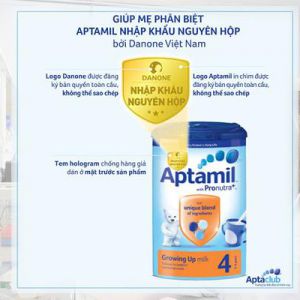 GIÚP MẸ PHÂN BIỆT
APTAMIL NHẬP KHẨU NGUYÊN HỘP
bởi Danone Việt Nam
Logo Danone được đăng
ký bản quyền toàn cầu,
không thể sao chép
DANONE
NHẬP KHẨU
NGUYÊN HỘP
Logo Aptamil in chìm được
đăng ký bản quyền toàn cầu,
không thể sao chép
Tem hologram chống hàng giả
dán ở mặt trước sản phẩm
Aptamil
with Pronutra+
Our
unique blend
of ingredients
Growing Up milk
4
Aptaclub